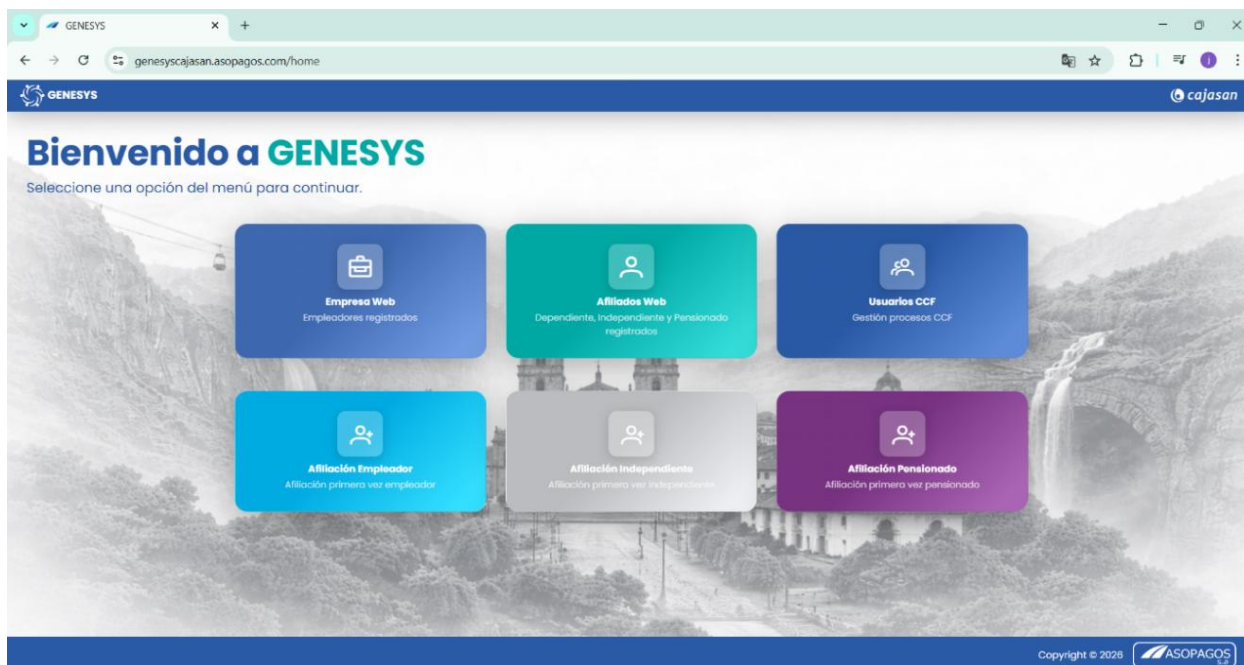 GENESYS
genesyscajasan.asopagos.com/home
GENESYS
cajasan
Bienvenido a GENESYS
Seleccione una opción del menú para continuar.
Empresa Web
Empleadores registrados
Afiliados Web
Dependiente, Independiente y Pensionado
registrados
Usuarios CCF
Gestión procesos CCF
Afiliación Empleador
Afiliación primera vez empleador
Afiliación Independiente
Afiliación primera vez independiente
Afiliación Pensionado
Afiliación primera vez pensionado
Copyright © 2026
ASOPAGOS